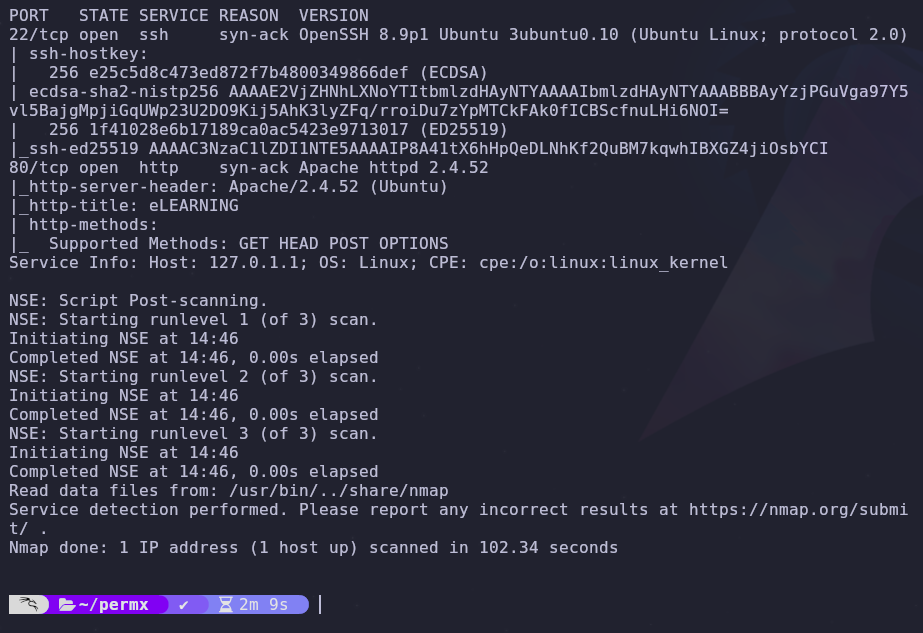 PORT   STATE SERVICE REASON  VERSION
22/tcp open  ssh     syn-ack OpenSSH 8.9p1 Ubuntu 3ubuntu0.10 (Ubuntu Linux; protocol 2.0)
| ssh-hostkey:
|   256 e25c5d8c473ed872f7b4800349866def (ECDSA)
| ecdsa-sha2-nistp256 AAAAE2VjZHNhLXNoYTItbmlzdHAyNTYAAAAIbmlzdHAyNTYAAABBBAyYzjPGuVga97Y5
vl5BajgMpjiGqUWp23U2DO9Kij5AhK3lyZFq/rroiDu7zYpMTCkFAk0fICBScfnuLHi6NOI=
|   256 1f41028e6b17189ca0ac5423e9713017 (ED25519)
|_ssh-ed25519 AAAAC3NzaC1lZDI1NTE5AAAAIP8A41tX6hHpQeDLNhKf2QuBM7kqwhIBXGZ4jiOsbYCI
80/tcp open  http    syn-ack Apache httpd 2.4.52
|_http-server-header: Apache/2.4.52 (Ubuntu)
|_http-title: eLEARNING
| http-methods:
|_  Supported Methods: GET HEAD POST OPTIONS
Service Info: Host: 127.0.1.1; OS: Linux; CPE: cpe:/o:linux:linux_kernel
NSE: Script Post-scanning.
NSE: Starting runlevel 1 (of 3) scan.
Initiating NSE at 14:46
Completed NSE at 14:46, 0.00s elapsed
NSE: Starting runlevel 2 (of 3) scan.
Initiating NSE at 14:46
Completed NSE at 14:46, 0.00s elapsed
NSE: Starting runlevel 3 (of 3) scan.
Initiating NSE at 14:46
Completed NSE at 14:46, 0.00s elapsed
Read data files from: /usr/bin/../share/nmap
Service detection performed. Please report any incorrect results at https://nmap.org/submi
t/ .
Nmap done: 1 IP address (1 host up) scanned in 102.34 seconds
~/permx ✔ 2m 9s